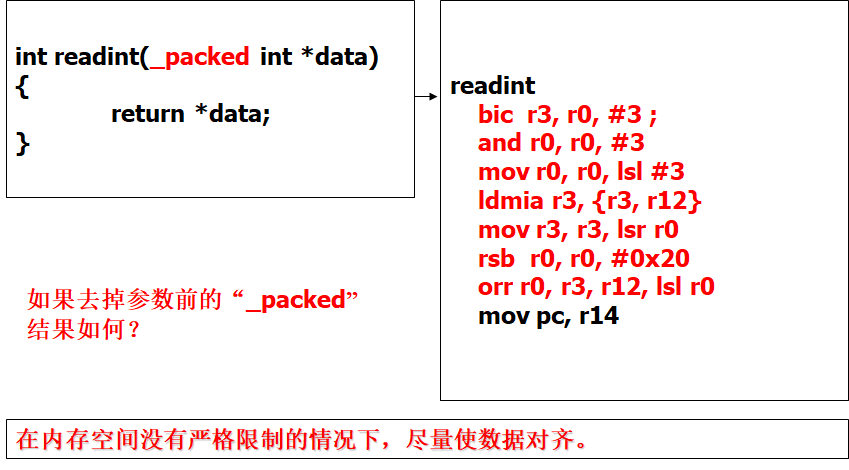 int readint(_packed int *data)
{
return *data;
}
readint
bic r3, r0, #3 ;
and r0, r0, #3
mov r0, r0, lsl #3
ldmia r3, {r3, r12}
mov r3, r3, lsr r0
rsb r0, r0, #0x20
orr r0, r3, r12, lsl r0
mov pc, r14
如果去掉参数前的“_packed”
结果如何？
在内存空间没有严格限制的情况下，尽量使数据对齐。